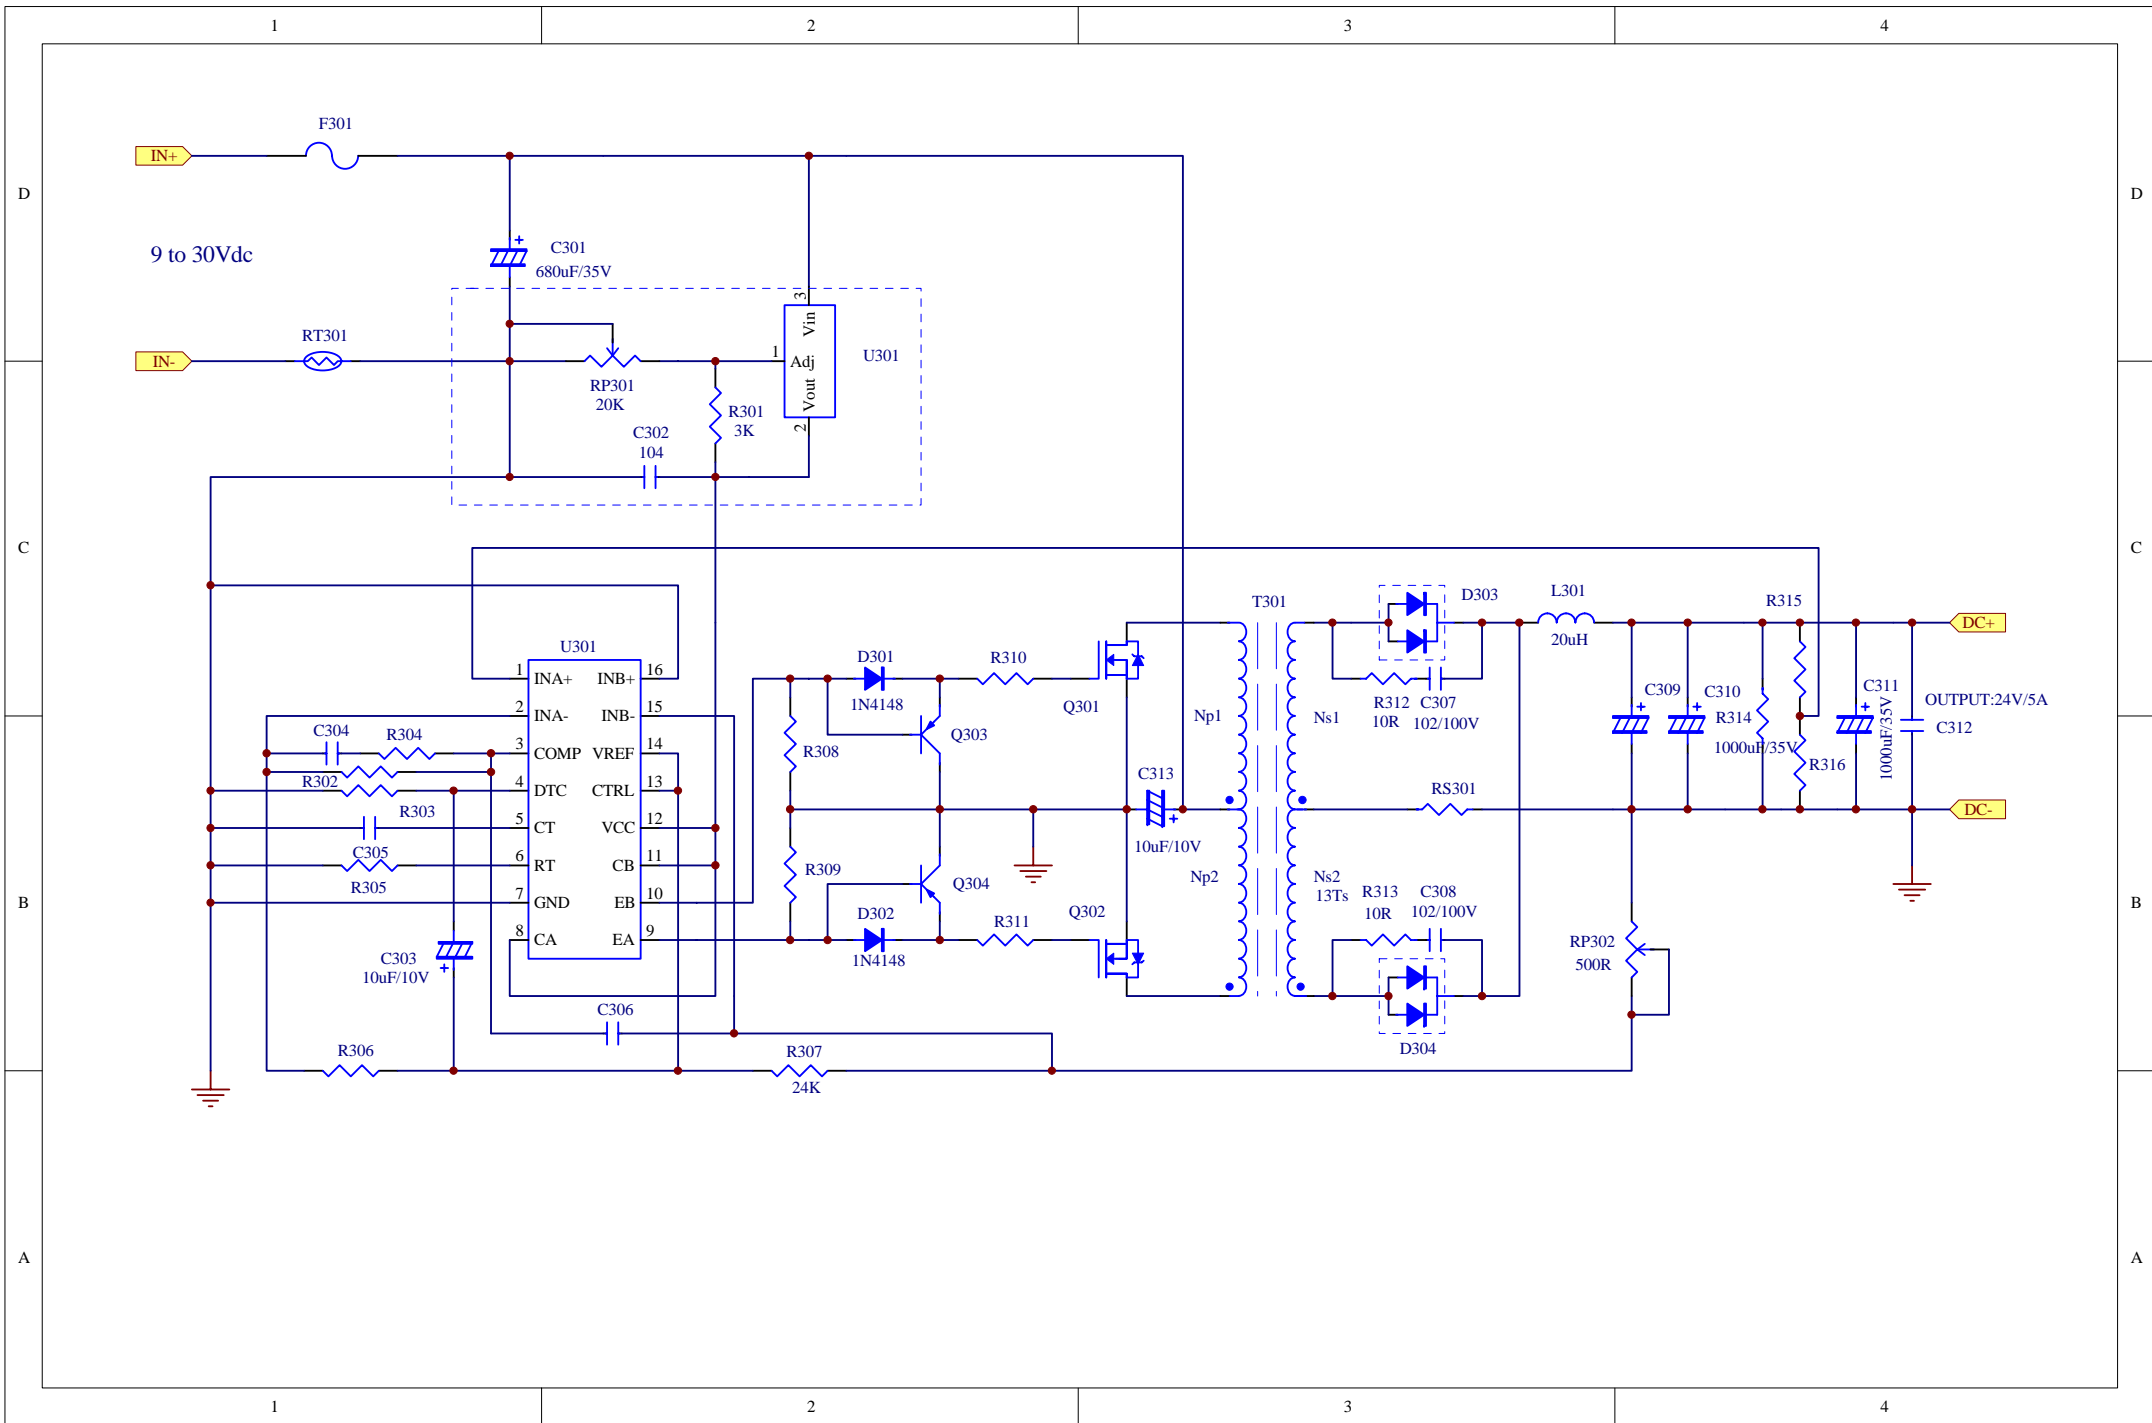 1 2 3 4
F301
IN+
D D
9 to 30Vdc
C301
680uF/35V
RT301
IN-
3
Vin
1
Adj
U301
Vout
2
RP301
20K
R301
3K
C302
104
C C
T301
D303
L301
20uH
R315
DC+
U301
1 INA+ INB+ 16
2 INA- INB- 15
3 COMP VREF 14
4 DTC CTRL 13
5 CT VCC 12
6 RT CB 11
7 GND EB 10
8 CA EA 9
D301
1N4148
R310
Q301
R312
10R
C307
102/100V
C304
R304
R302
R303
C305
R305
R308
Q303
Np1
Ns1
C309
C310
R314
1000uF/35V
R316
C311
1000uF/35V
OUTPUT:24V/5A
C312
C313
10uF/10V
RS301
DC-
R309
Q304
Np2
Ns2
13Ts
R313
10R
C308
102/100V
B B
D302
1N4148
R311
Q302
RP302
500R
C303
10uF/10V
C306
D304
R306
R307
24K
A A
1 2 3 4